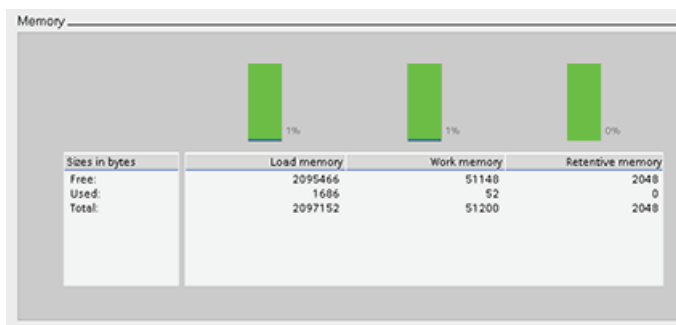 Memory
1% 1% 0%
Sizes in bytes Load memory Work memory Retentive memory
Free: 2095466 51148 2048
Used: 1686 52 0
Total: 2097152 51200 2048